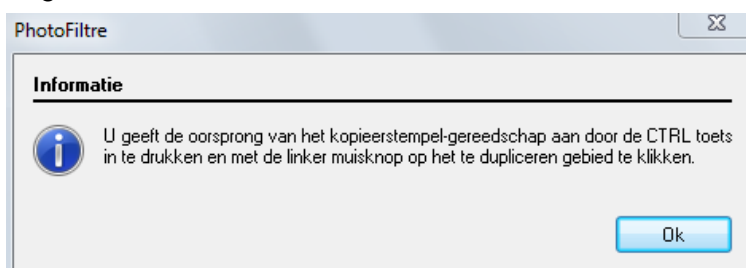 PhotoFiltre
Informatie
U geeft de oorsprong van het kopieerstempel-gereedschap aan door de CTRL toets
in te drukken en met de linker muisknop op het te dupliceren gebied te klikken.
Ok